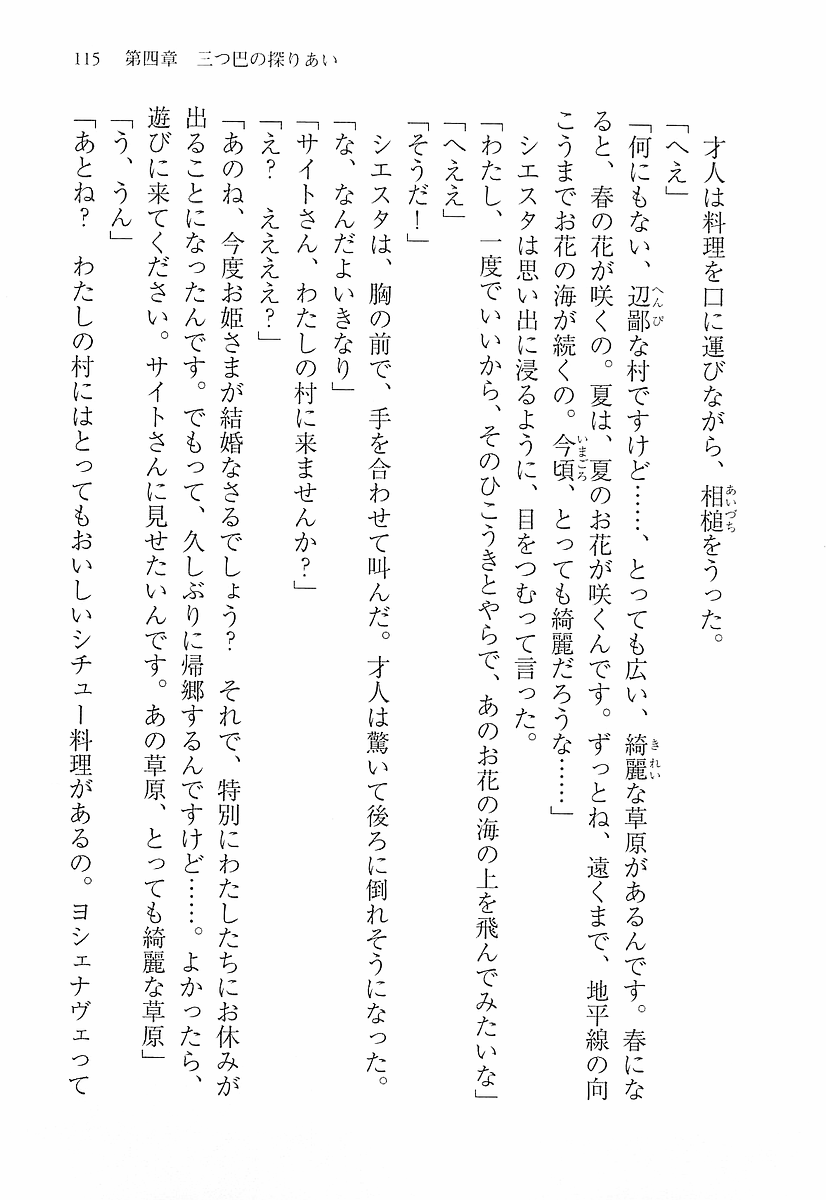 115　第四章　三つ巴の探りあい
　才人は料理を口に運びながら、相槌をうった。
「へえ」
「何にもない、辺鄙な村ですけど……、とっても広い、綺麗な草原があるんです。春にな
ると、春の花が咲くの。夏は、夏のお花が咲くんです。ずっとね、遠くまで、地平線の向
こうまでお花の海が続くの。今頃、とっても綺麗だろうな……」
　シエスタは思い出に浸るように、目をつむって言った。
「わたし、一度でいいから、そのひこうきとやらで、あのお花の海の上を飛んでみたいな」
「へええ」
「そうだ！」
　シエスタは、胸の前で、手を合わせて叫んだ。才人は驚いて後ろに倒れそうになった。
「な、なんだよいきなり」
「サイトさん、わたしの村に来ませんか？」
「え？　ええええ？」
「あのね、今度お姫さまが結婚なさるでしょう？　それで、特別にわたしたちにお休みが
出ることになったんです。でもって、久しぶりに帰郷するんですけど……。よかったら、
遊びに来てください。サイトさんに見せたいんです。あの草原、とっても綺麗な草原」
「う、うん」
「あとね？　わたしの村にはとってもおいしいシチュー料理があるの。ヨシェナヴェって